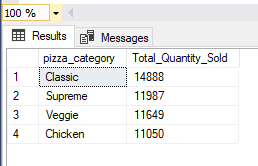 100 %
Results Messages
pizza_category Total_Quantity_Sold
1 Classic 14888
2 Supreme 11987
3 Veggie 11649
4 Chicken 11050